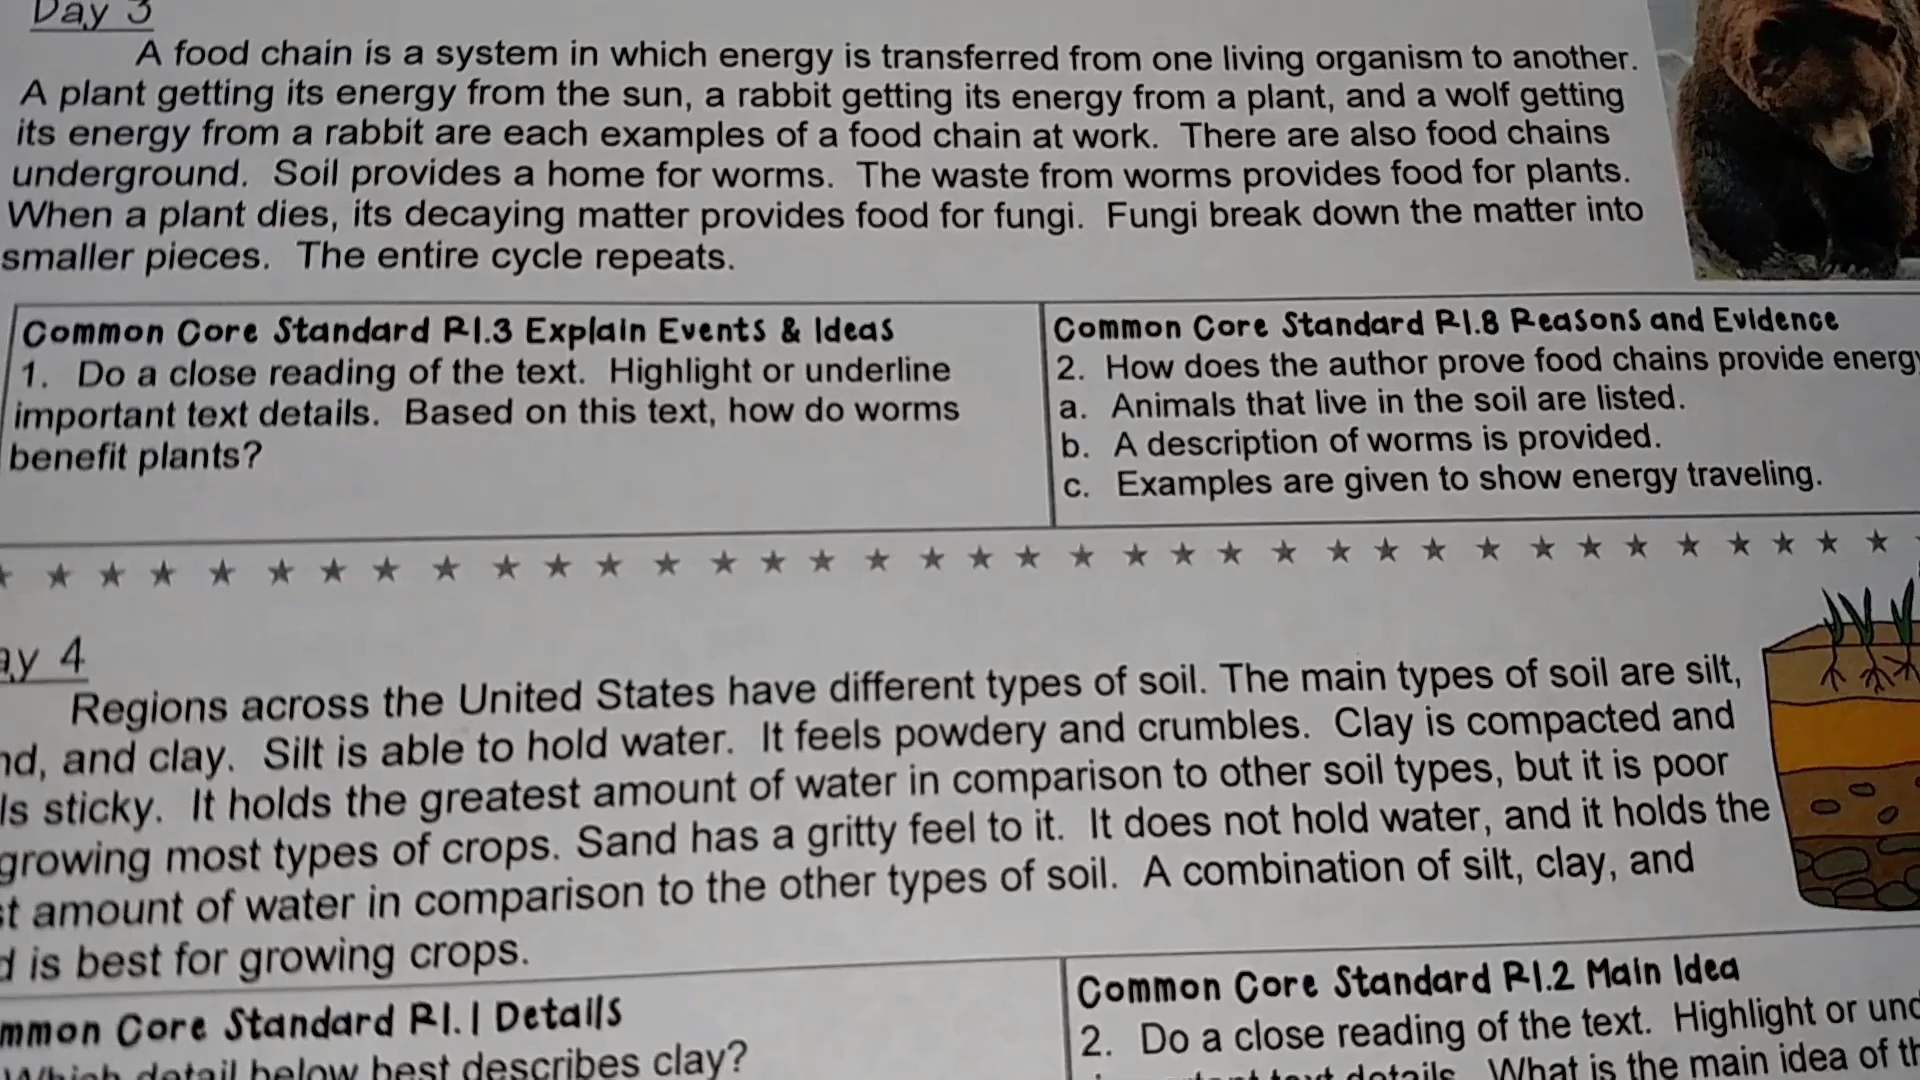 Day 3
A food chain is a system in which energy is transferred from one living organism to another.
A plant getting its energy from the sun, a rabbit getting its energy from a plant, and a wolf getting
its energy from a rabbit are each examples of a food chain at work. There are also food chains
underground. Soil provides a home for worms. The waste from worms provides food for plants.
When a plant dies, its decaying matter provides food for fungi. Fungi break down the matter into
smaller pieces. The entire cycle repeats.
Common Core Standard RI.3 Explain Events & Ideas
1. Do a close reading of the text. Highlight or underline
important text details. Based on this text, how do worms
benefit plants?
Common Core Standard RI.8 Reasons and Evidence
2. How does the author prove food chains provide energy
a. Animals that live in the soil are listed.
b. A description of worms is provided.
c. Examples are given to show energy traveling.
4
Regions across the United States have different types of soil. The main types of soil are silt,
and clay. Silt is able to hold water. It feels powdery and crumbles. Clay is compacted and
sticky. It holds the greatest amount of water in comparison to other soil types, but it is poor
growing most types of crops. Sand has a gritty feel to it. It does not hold water, and it holds the
amount of water in comparison to the other types of soil. A combination of silt, clay, and
is best for growing crops.
Core Standard RI.1 Details
Which detail below best describes clay?
Common Core Standard RI.2 Main Idea
2. Do a close reading of the text. Highlight or
text details. What is the main idea of